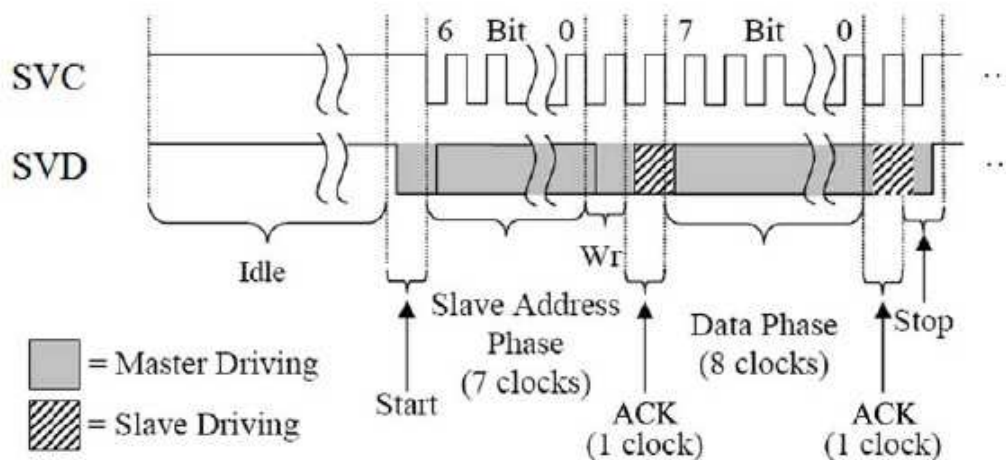 6 Bit 0 7 Bit 0
SVC
..
SVD
..
Idle
Wr
Slave Address
Phase
(7 clocks)
Data Phase
(8 clocks)
Stop
= Master Driving
= Slave Driving
Start
ACK
(1 clock)
ACK
(1 clock)